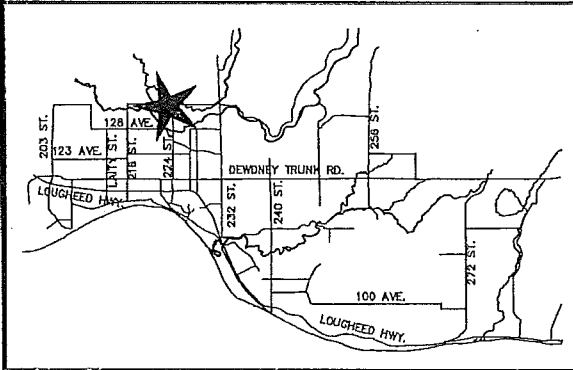 128 AVE.
203 ST.
123 AVE.
LAITY ST.
216 ST.
224 ST.
DEWDNEY TRUNK RD.
256 ST.
LOUGHEED HWY.
232 ST.
240 ST.
272 ST.
100 AVE.
LOUGHEED HWY.